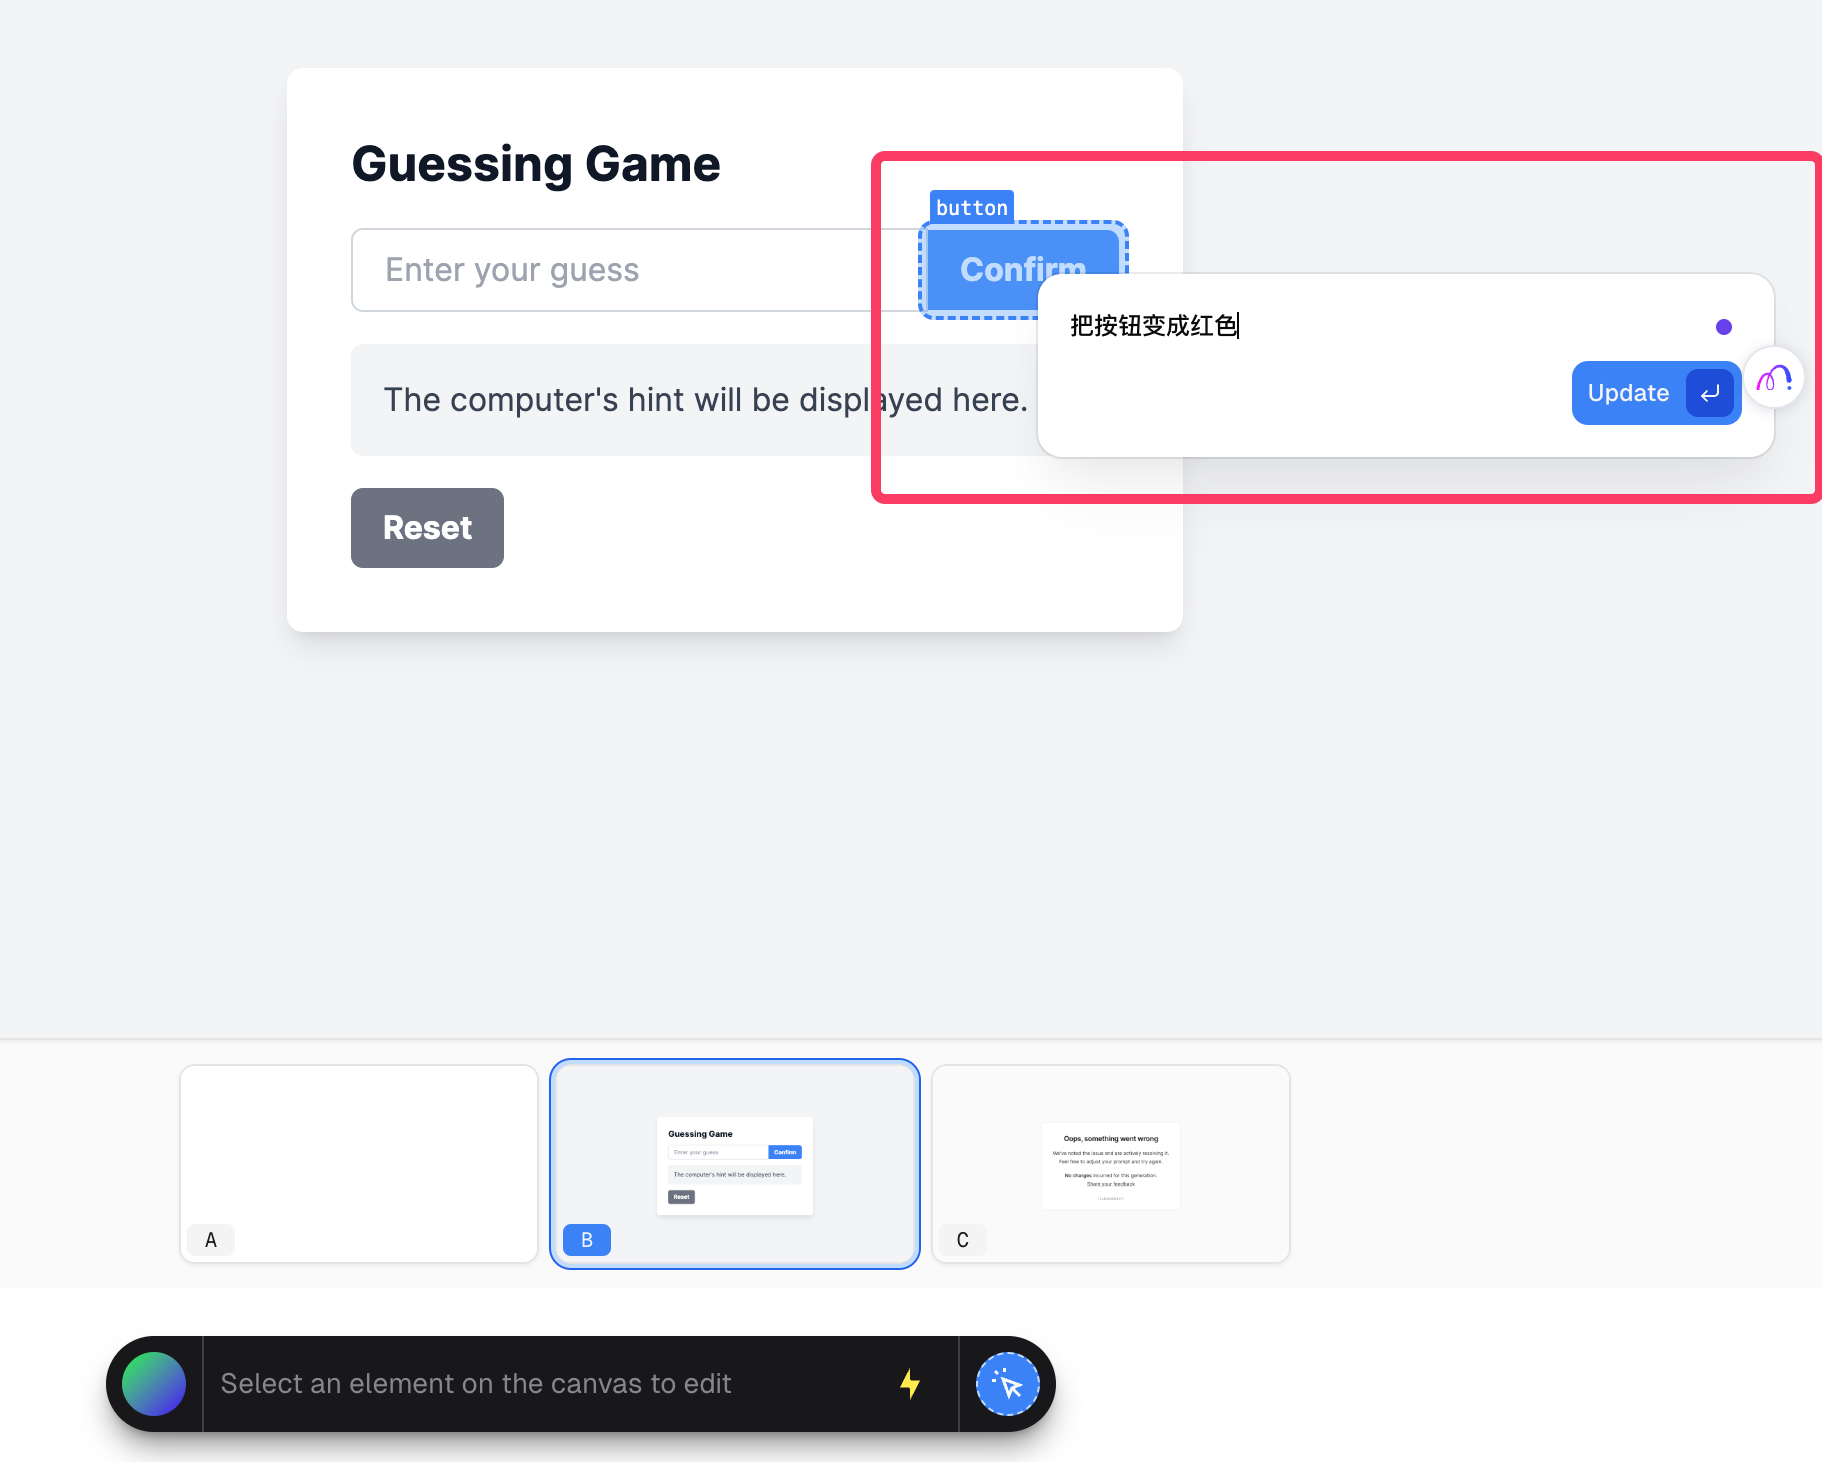 Guessing Game
button
Enter your guess
Confirm
把按钮变成红色
Update
The computer's hint will be displayed here.
Reset
A
Guessing Game
Enter your guess
Confirm
The computer's hint will be displayed here.
Reset
B
Oops, something went wrong
We've noted the issue and are actively resolving it.
Feel free to adjust your prompt and try again.
No charges incurred for this generation.
Share your feedback
C
Select an element on the canvas to edit